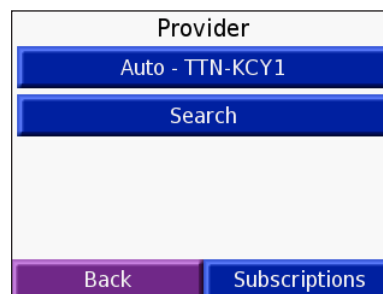 Provider
Auto - TTN-KCY1
Search
Back
Subscriptions